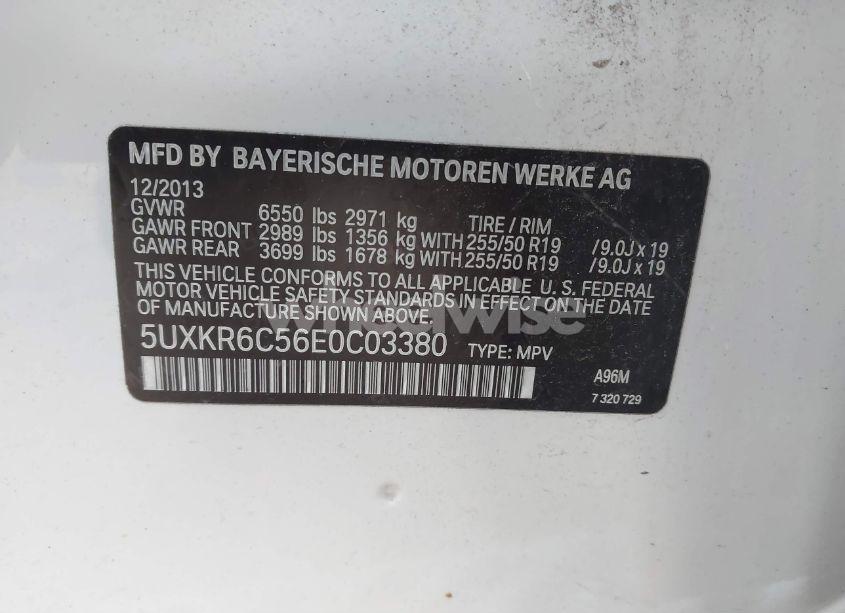 MFD BY BAYERISCHE MOTOREN WERKE AG
12/2013
GVWR 6550 lbs 2971 kg TIRE / RIM
GAWR FRONT 2989 lbs 1356 kg WITH 255/50 R19 /9.0J x 19
GAWR REAR 3699 lbs 1678 kg WITH 255/50 R19 /9.0J x 19
THIS VEHICLE CONFORMS TO ALL APPLICABLE U. S. FEDERAL
MOTOR VEHICLE SAFETY STANDARDS IN EFFECT ON THE DATE
OF MANUFACTURE SHOWN ABOVE.
wheelwise
5UXKR6C56E0C03380 TYPE: MPV
A96M
7 320 729